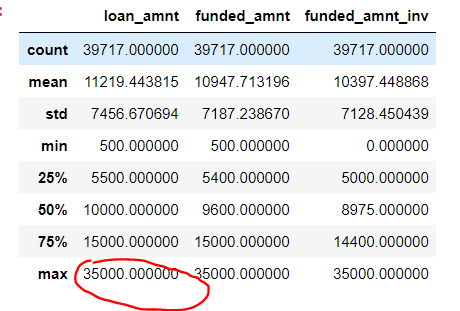 :
loan_amnt funded_amnt funded_amnt_inv
count 39717.000000 39717.000000 39717.000000
mean 11219.443815 10947.713196 10397.448868
std 7456.670694 7187.238670 7128.450439
min 500.000000 500.000000 0.000000
25% 5500.000000 5400.000000 5000.000000
50% 10000.000000 9600.000000 8975.000000
75% 15000.000000 15000.000000 14400.000000
max 35000.000000 35000.000000 35000.000000